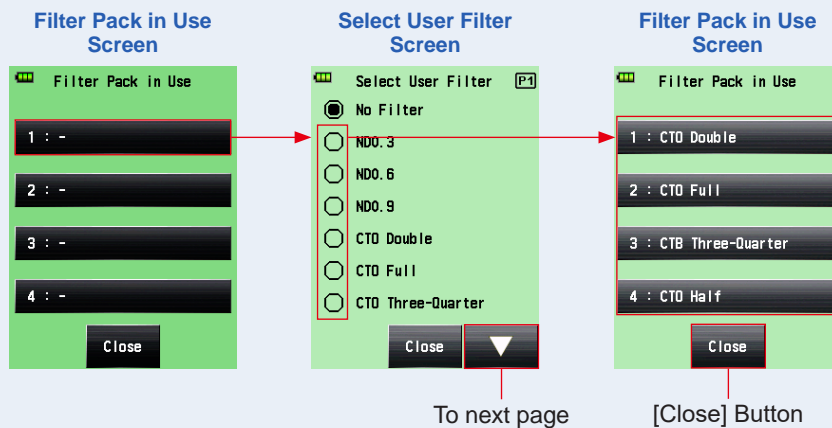 Filter Pack in Use
Screen
Filter Pack in Use
1 : -
2 : -
3 : -
4 : -
Close
Select User Filter
Screen
Select User Filter P1
No Filter
ND0.3
ND0.6
ND0.9
CTO Double
CTO Full
CTO Three-Quarter
Close
To next page
Filter Pack in Use
Screen
Filter Pack in Use
1 : CTO Double
2 : CTO Full
3 : CTB Three-Quarter
4 : CTO Half
Close
[Close] Button